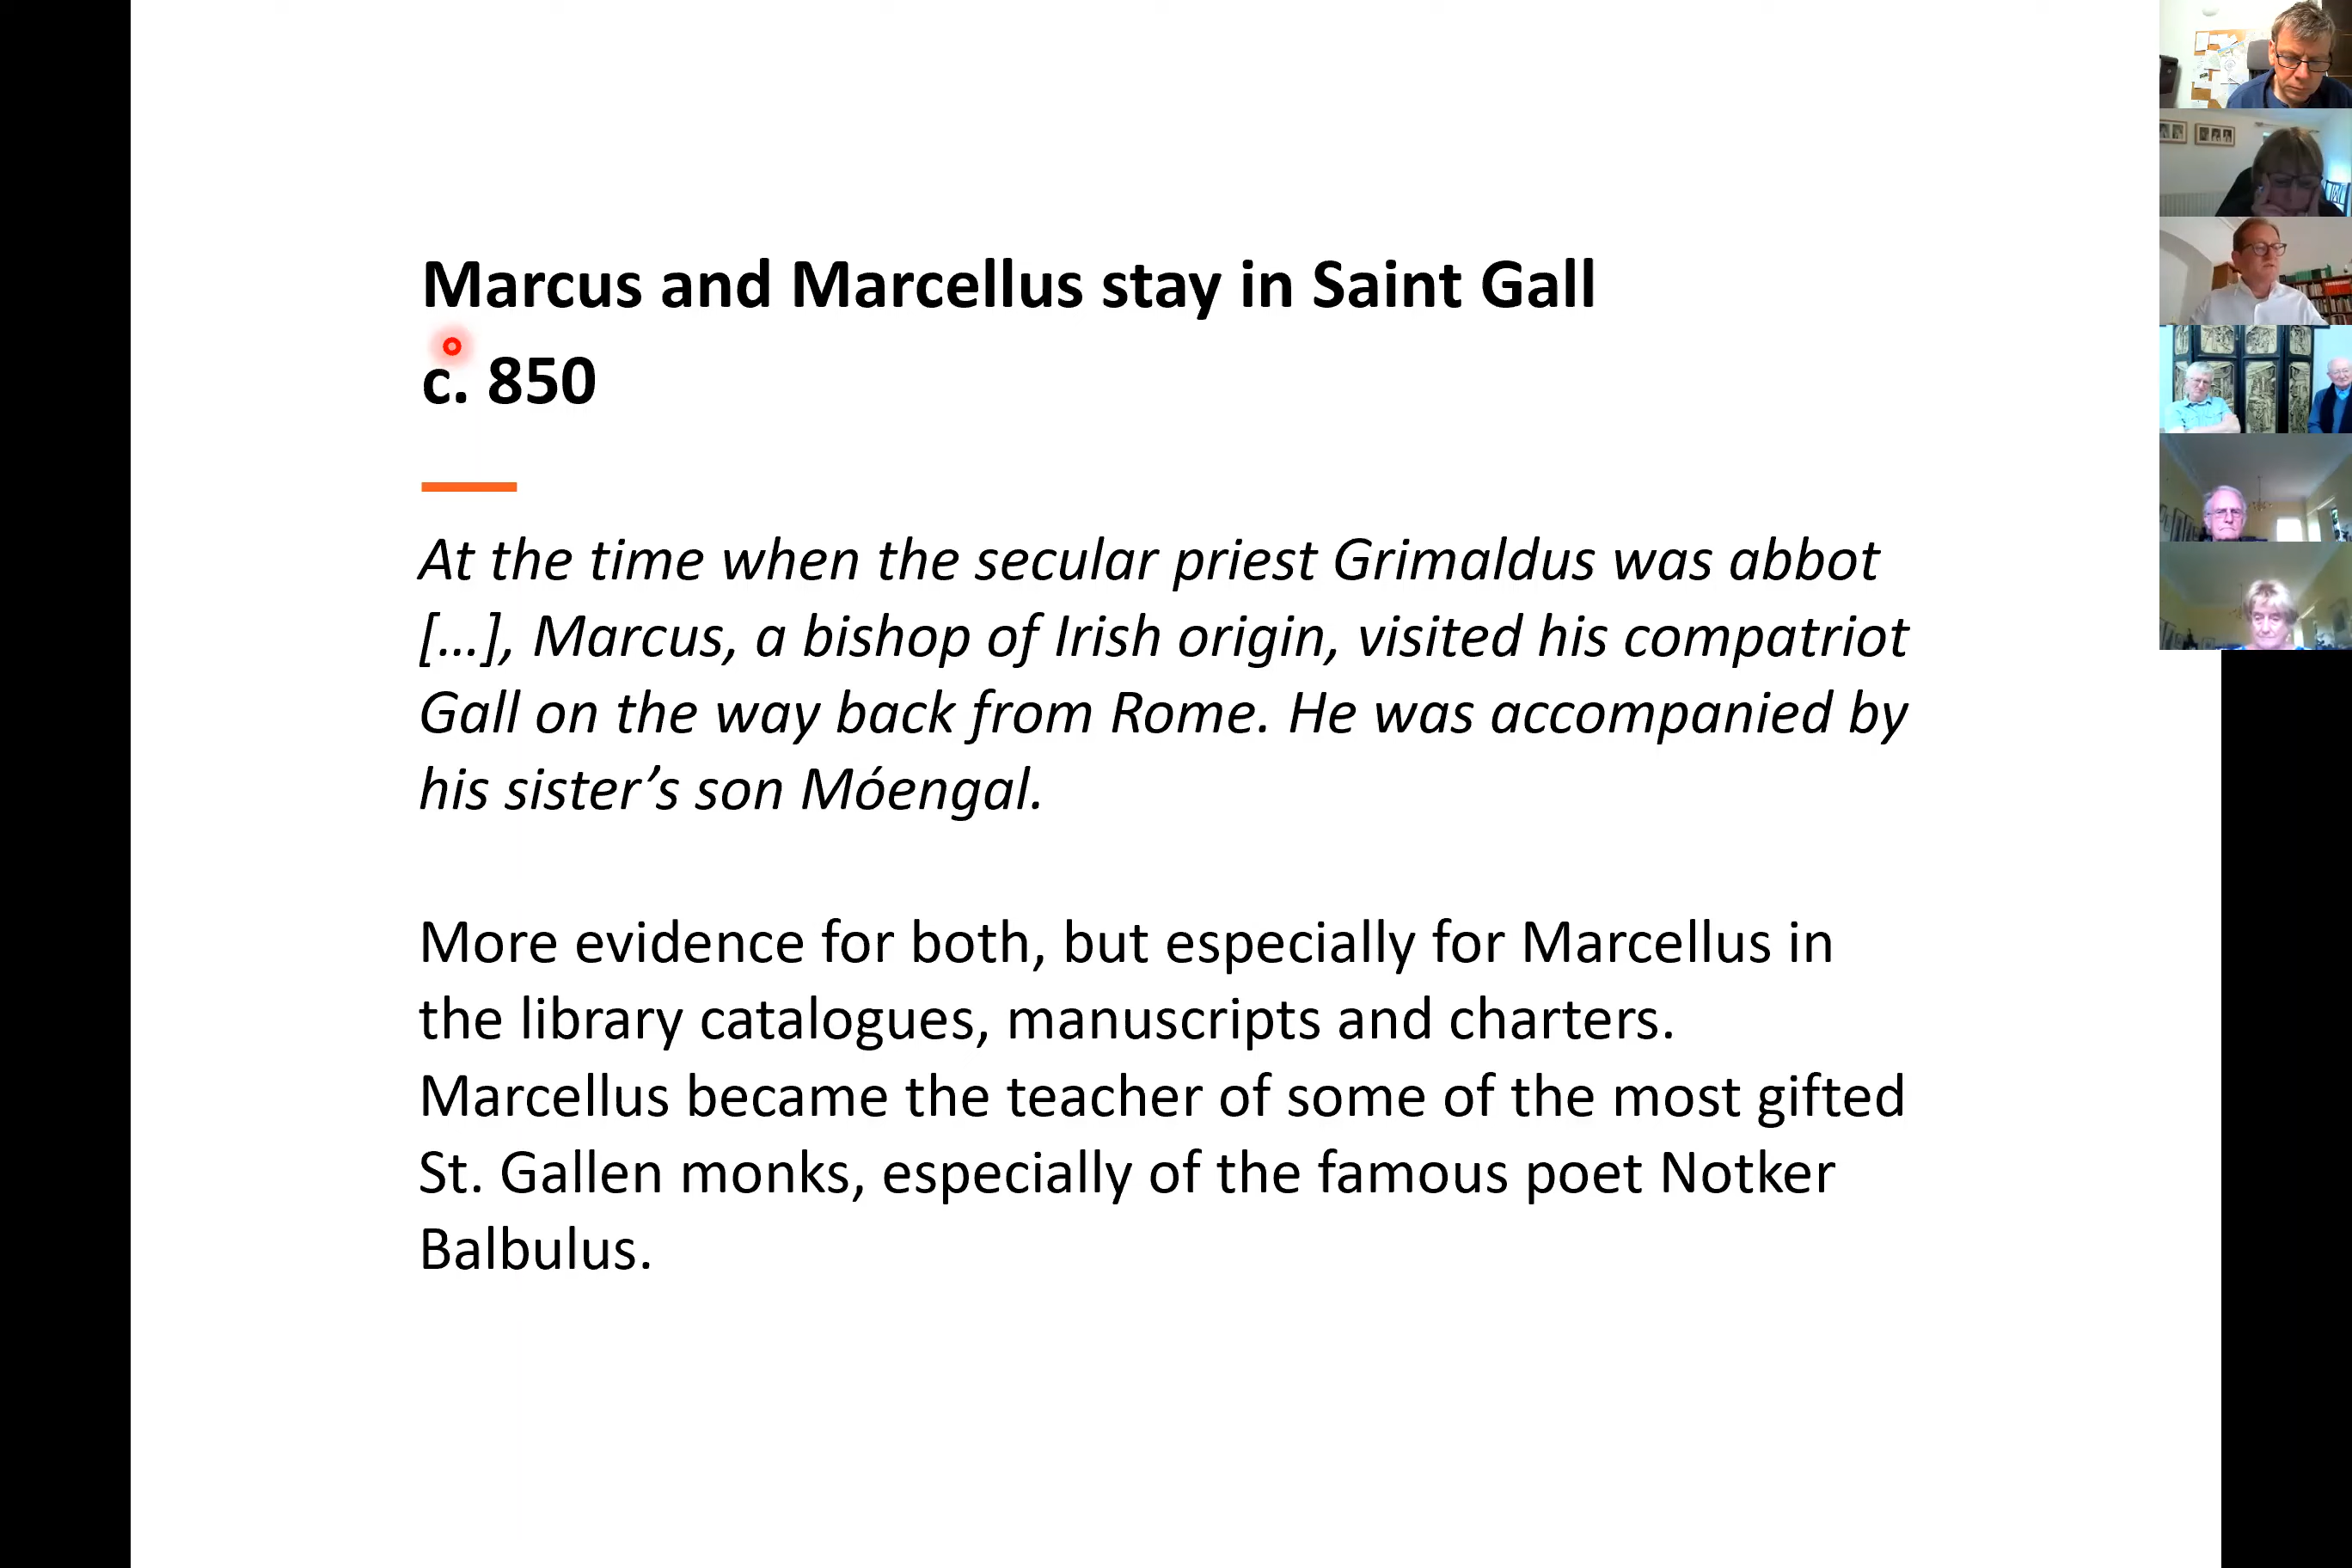 Marcus and Marcellus stay in Saint Gall
c. 850
At the time when the secular priest Grimaldus was abbot
[…], Marcus, a bishop of Irish origin, visited his compatriot
Gall on the way back from Rome. He was accompanied by
his sister’s son Móengal.
More evidence for both, but especially for Marcellus in
the library catalogues, manuscripts and charters.
Marcellus became the teacher of some of the most gifted
St. Gallen monks, especially of the famous poet Notker
Balbulus.